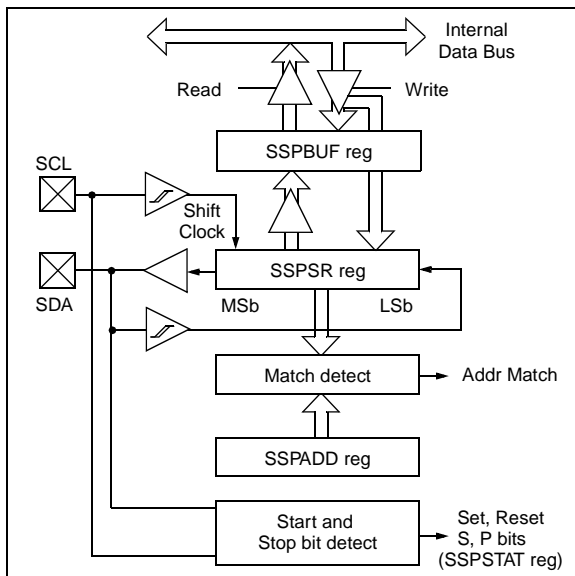 Internal
Data Bus
Read
Write
SSPBUF reg
SCL
Shift
Clock
SSPSR reg
SDA
MSb
LSb
Match detect
Addr Match
SSPADD reg
Start and
Stop bit detect
Set, Reset
S, P bits
(SSPSTAT reg)